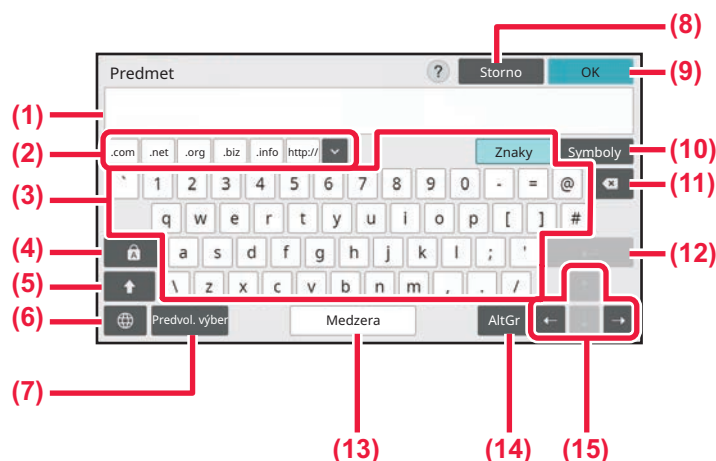 (8)
Predmet ? Storno OK (9)
(1)
(2) .com .net .org .biz .info http:// Znaky Symboly (10)
(3) ` 1 2 3 4 5 6 7 8 9 0 - = @ (11)
q w e r t y u i o p [ ] #
(4) A a s d f g h j k l ; ' (12)
(5) \ z x c v b n m , . /
(6) Predvol. výber Medzera AltGr ← →
(7)
(13) (14) (15)